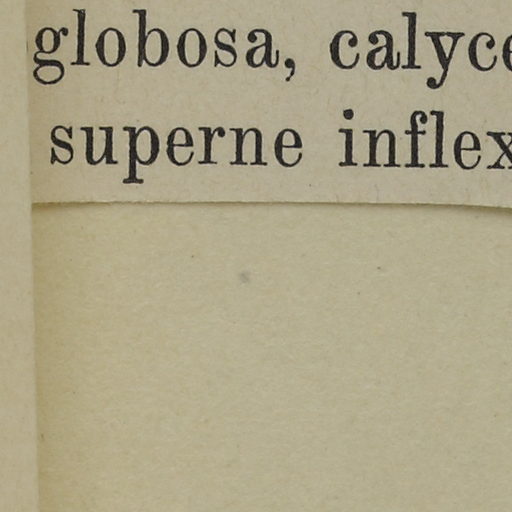 globosa, calyce
superne inflex